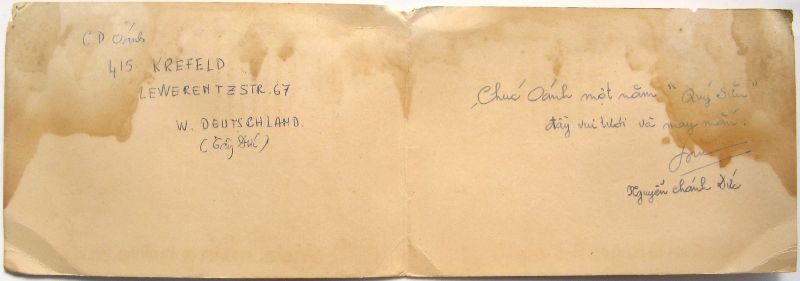 C D Oánh
415 KREFELD
LEWERENTZSTR. 67
W. DEUTSCHLAND.
(Tây Đức)
Chúc Oánh một năm "Quý Sửu"
đầy vui tươi và may mắn.
Nguyễn Chánh Đức